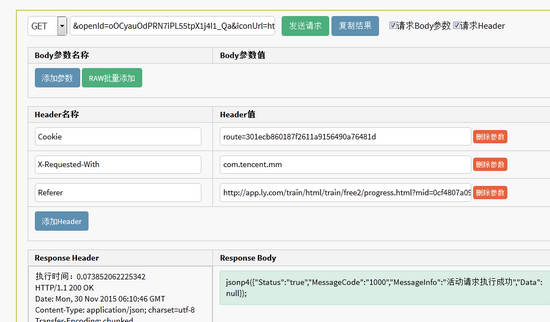 GET &openId=oOCyauOdPRN7iPL5StpX1j4I1_Qa&iconUrl=ht 发送请求 复制结果 请求Body参数 请求Header
Body参数名称 Body参数值
添加参数 RAW批量添加
Header名称 Header值
Cookie route=301ecb860187f2611a9156490a76481d 删除参数
X-Requested-With com.tencent.mm 删除参数
Referer http://app.ly.com/train/html/train/free2/progress.html?mid=0cf4807a09 删除参数
添加Header
Response Header Response Body
执行时间：0.073852062225342
HTTP/1.1 200 OK
Date: Mon, 30 Nov 2015 06:10:46 GMT
Content-Type: application/json; charset=utf-8
Transfer-Encoding: chunked
jsonp4({"Status":"true","MessageCode":"1000","MessageInfo":"活动请求执行成功","Data":
null});